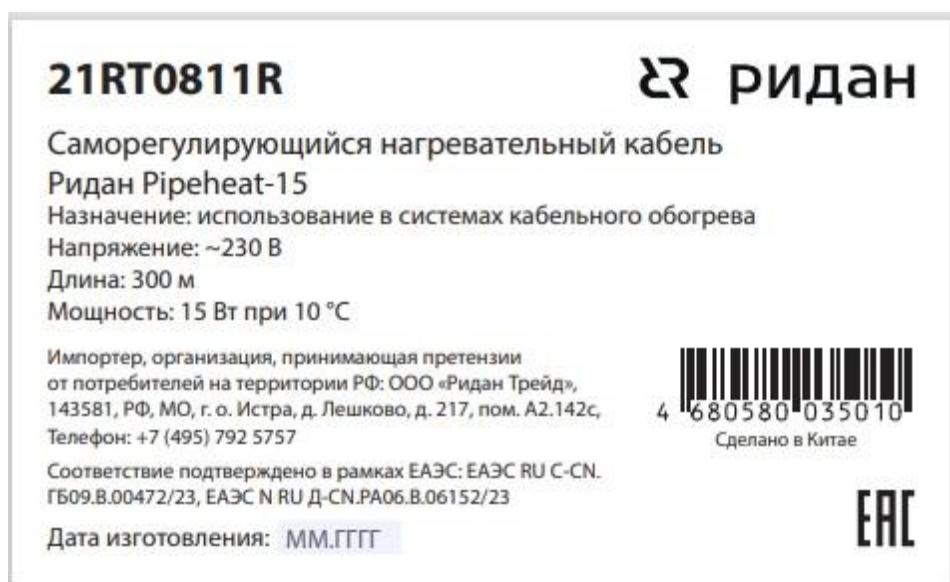 21RT0811R
ридан
Саморегулирующийся нагревательный кабель
Ридан Pipeheat-15
Назначение: использование в системах кабельного обогрева
Напряжение: ~230 В
Длина: 300 м
Мощность: 15 Вт при 10 °C
Импортер, организация, принимающая претензии
от потребителей на территории РФ: ООО «Ридан Трейд»,
143581, РФ, МО, г. о. Истра, д. Лешково, д. 217, пом. А2.142с,
Телефон: +7 (495) 792 5757
4 680580 035010
Сделано в Китае
Соответствие подтверждено в рамках ЕАЭС: ЕАЭС RU С-CN.
ГБ09.В.00472/23, ЕАЭС N RU Д-CN.РА06.В.06152/23
Дата изготовления: ММ.ГГГГ
EAC